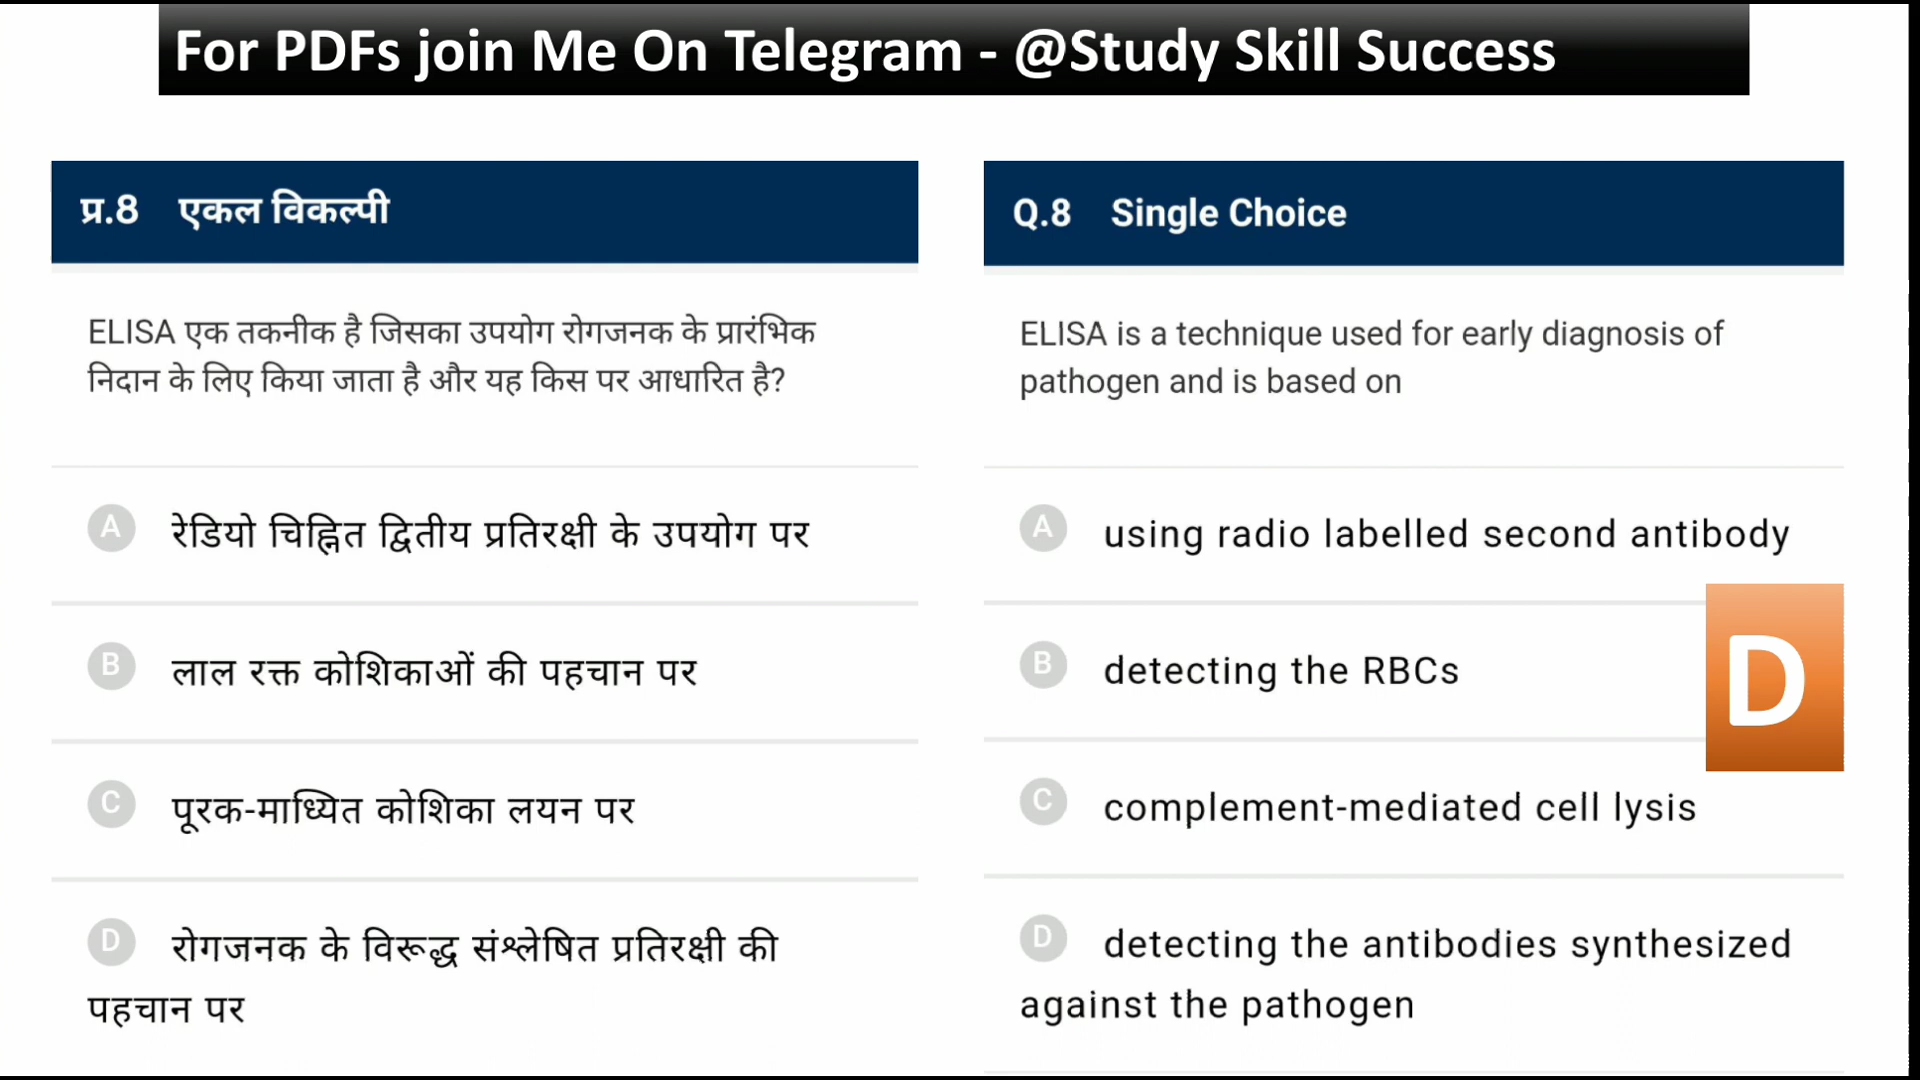 For PDFs join Me On Telegram - @Study Skill Success
प्र.8 एकल विकल्पी
ELISA एक तकनीक है जिसका उपयोग रोगजनक के प्रारंभिक
निदान के लिए किया जाता है और यह किस पर आधारित है?
A रेडियो चिह्नित द्वितीय प्रतिरक्षी के उपयोग पर
B लाल रक्त कोशिकाओं की पहचान पर
C पूरक-माध्यित कोशिका लयन पर
D रोगजनक के विरूद्ध संश्लेषित प्रतिरक्षी की
पहचान पर
Q.8 Single Choice
ELISA is a technique used for early diagnosis of
pathogen and is based on
A using radio labelled second antibody
B detecting the RBCs
C complement-mediated cell lysis
D detecting the antibodies synthesized
against the pathogen
D